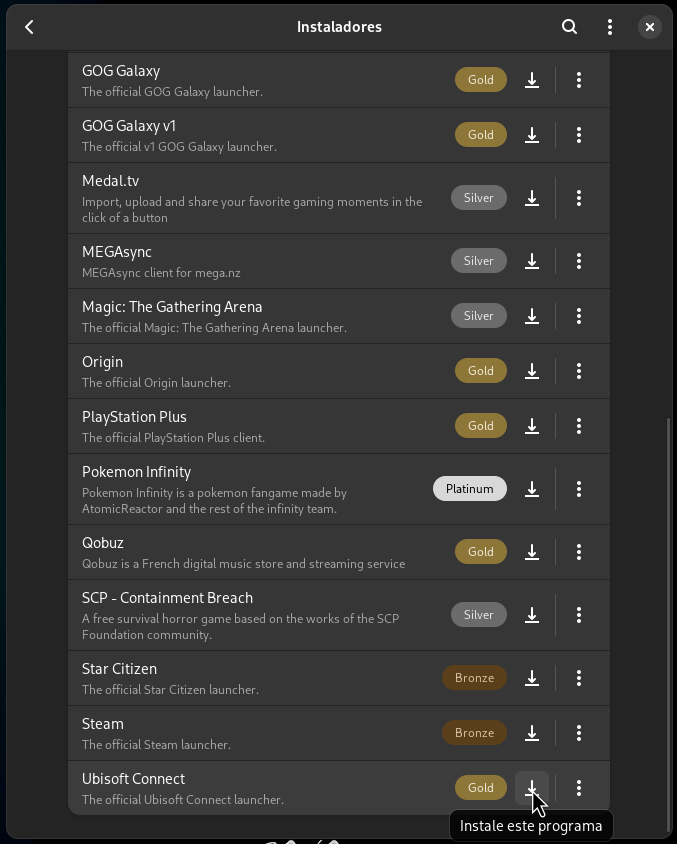 Instaladores
GOG Galaxy
Gold
The official GOG Galaxy launcher.
GOG Galaxy v1
Gold
The official v1 GOG Galaxy launcher.
Medal.tv
Silver
Import, upload and share your favorite gaming moments in the
click of a button
MEGAsync
Silver
MEGAsync client for mega.nz
Magic: The Gathering Arena
Silver
The official Magic: The Gathering Arena launcher.
Origin
Gold
The official Origin launcher.
PlayStation Plus
Gold
The official PlayStation Plus client.
Pokemon Infinity
Platinum
Pokemon Infinity is a pokemon fangame made by
AtomicReactor and the rest of the infinity team.
Qobuz
Gold
Qobuz is a French digital music store and streaming service
SCP - Containment Breach
Silver
A free survival horror game based on the works of the SCP
Foundation community.
Star Citizen
Bronze
The official Star Citizen launcher.
Steam
Bronze
The official Steam launcher.
Ubisoft Connect
Gold
The official Ubisoft Connect launcher.
Instale este programa